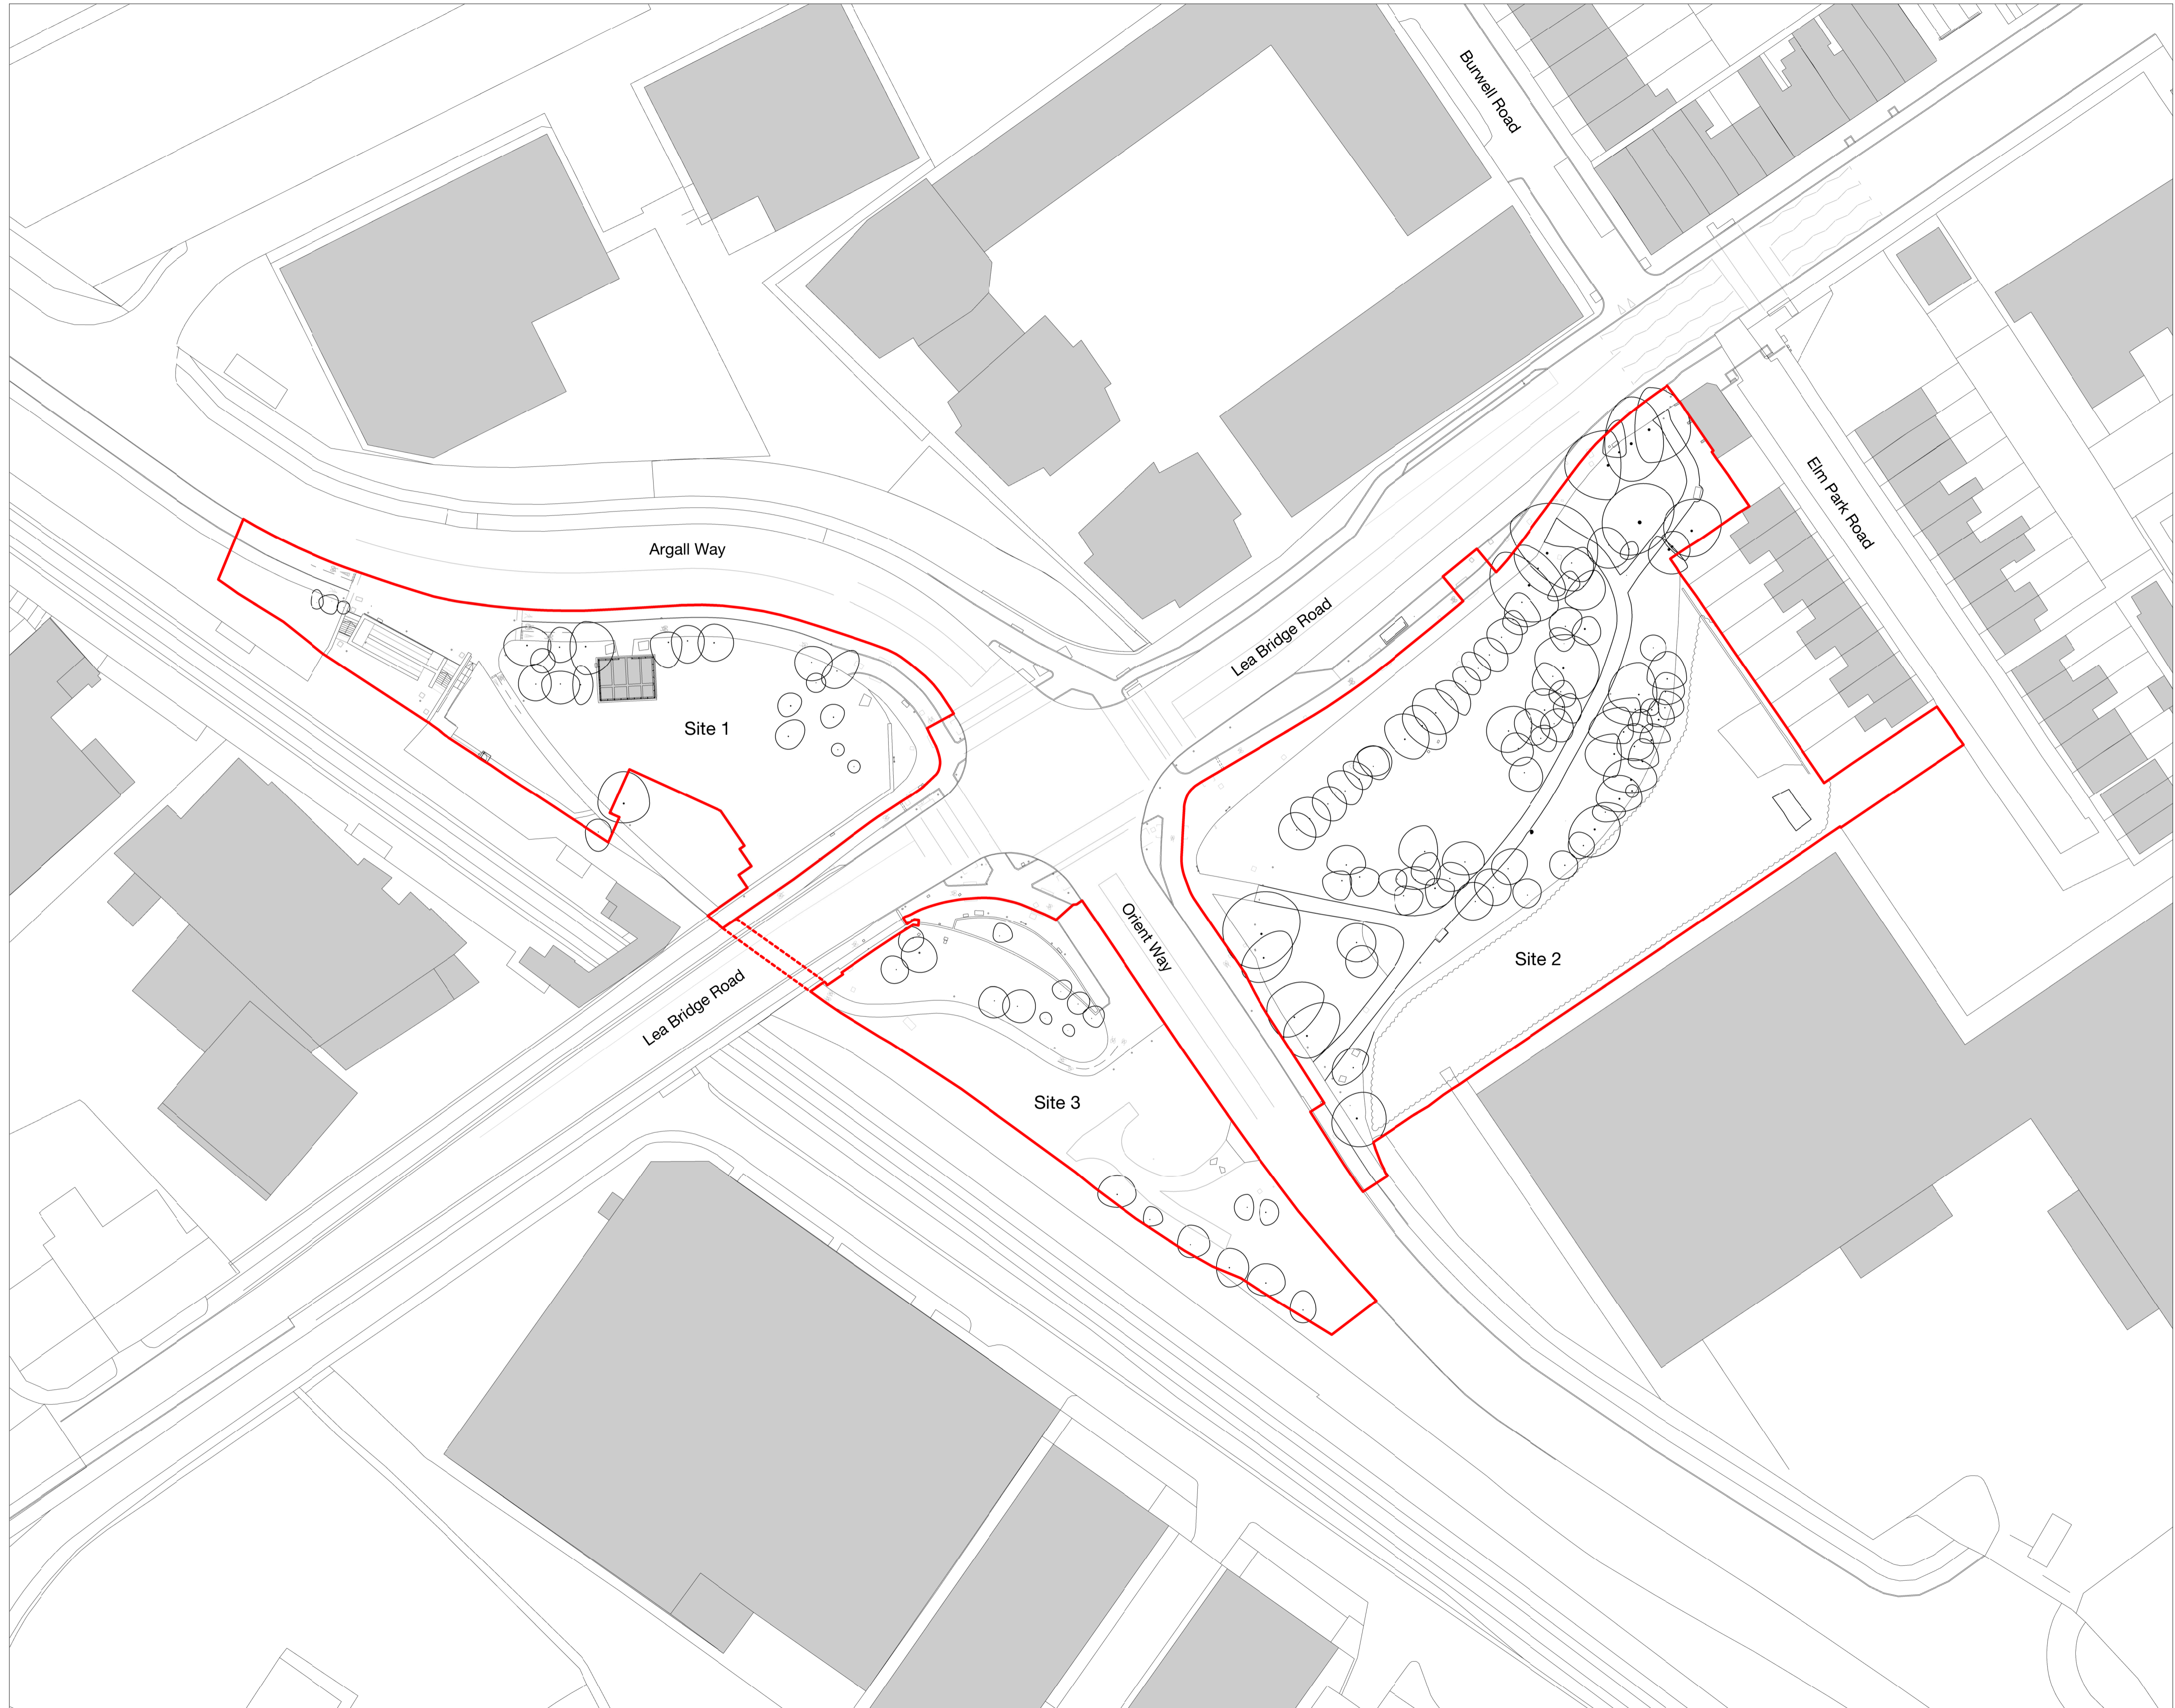 Burwell Road
Elm Park Road
Argall Way
Lea Bridge Road
Site 1
Orient Way
Site 2
Lea Bridge Road
Site 3